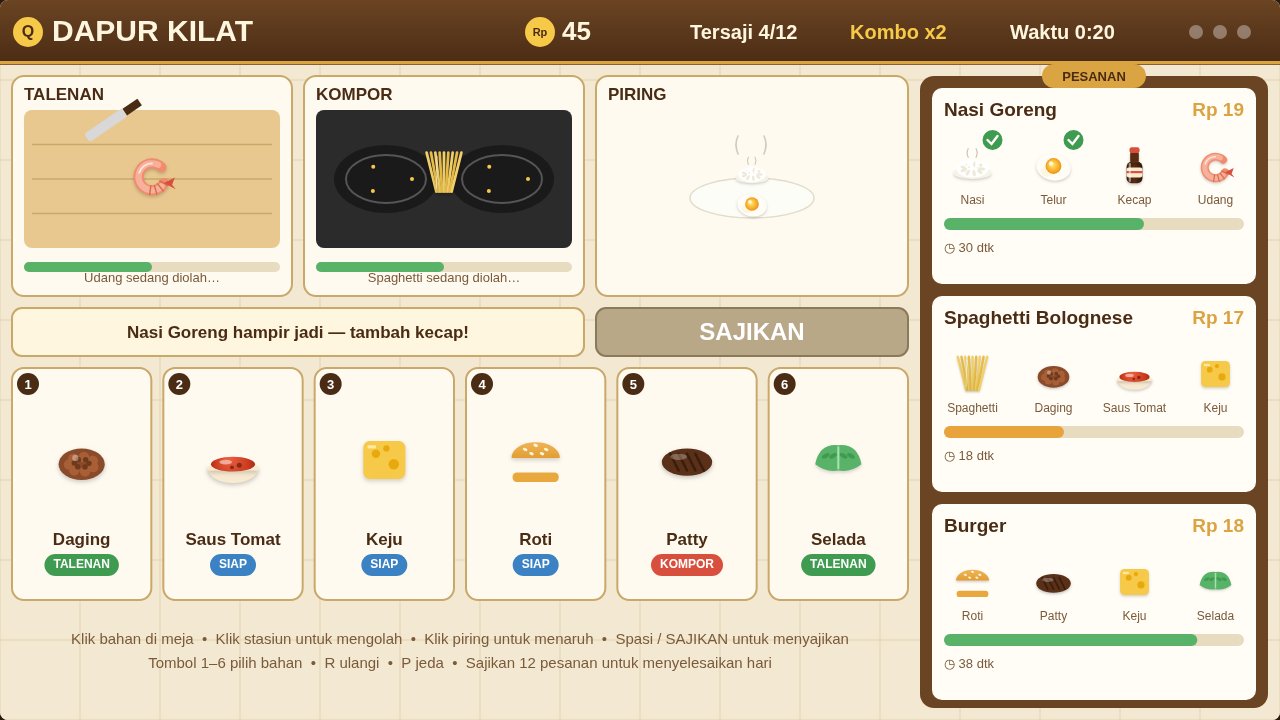 Q DAPUR KILAT
Rp 45
Tersaji 4/12
Kombo x2
Waktu 0:20
TALENAN
Udang sedang diolah…
KOMPOR
Spaghetti sedang diolah…
PIRING
Nasi Goreng hampir jadi — tambah kecap!
SAJIKAN
1
Daging
TALENAN
2
Saus Tomat
SIAP
3
Keju
SIAP
4
Roti
SIAP
5
Patty
KOMPOR
6
Selada
TALENAN
Klik bahan di meja • Klik stasiun untuk mengolah • Klik piring untuk menaruh • Spasi / SAJIKAN untuk menyajikan
Tombol 1–6 pilih bahan • R ulangi • P jeda • Sajikan 12 pesanan untuk menyelesaikan hari
PESANAN
Nasi Goreng Rp 19
Nasi Telur Kecap Udang
30 dtk
Spaghetti Bolognese Rp 17
Spaghetti Daging Saus Tomat Keju
18 dtk
Burger Rp 18
Roti Patty Keju Selada
38 dtk